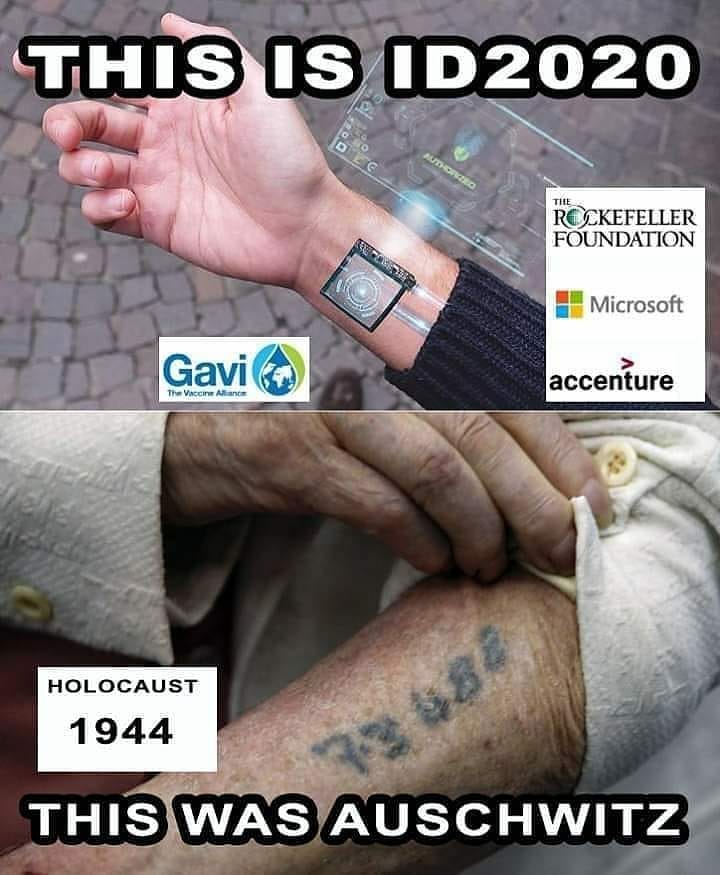 THIS IS ID2020
AUTHORIZED
THE
ROCKEFELLER
FOUNDATION
Microsoft
accenture
Gavi
The Vaccine Alliance
HOLOCAUST
1944
THIS WAS AUSCHWITZ